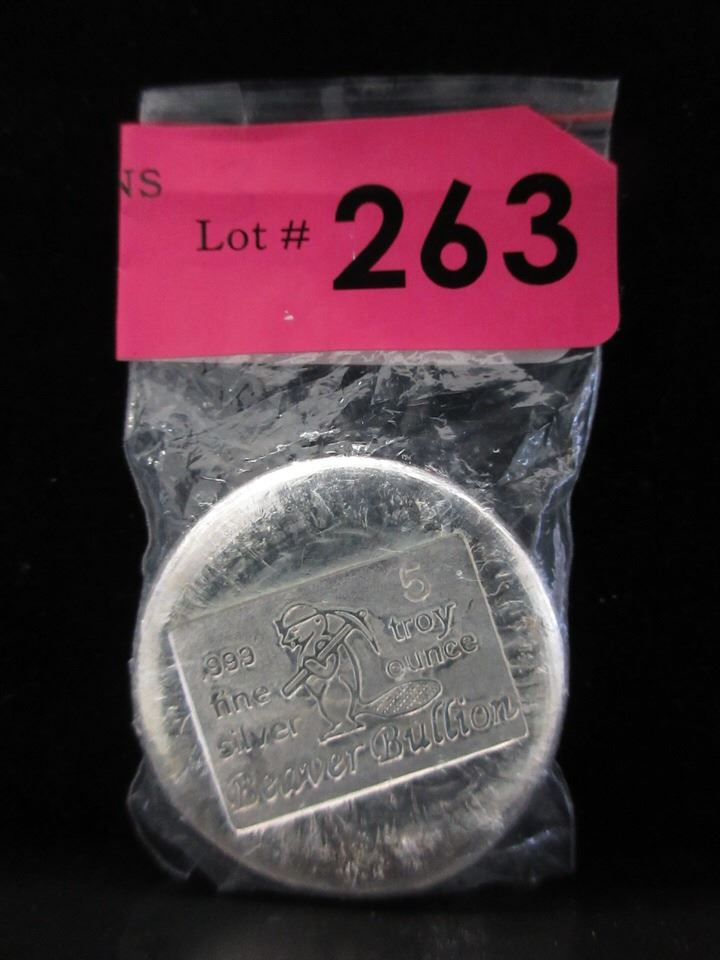 NS
Lot # 263
5
.999 troy
fine ounce
silver
Beaver Bullion